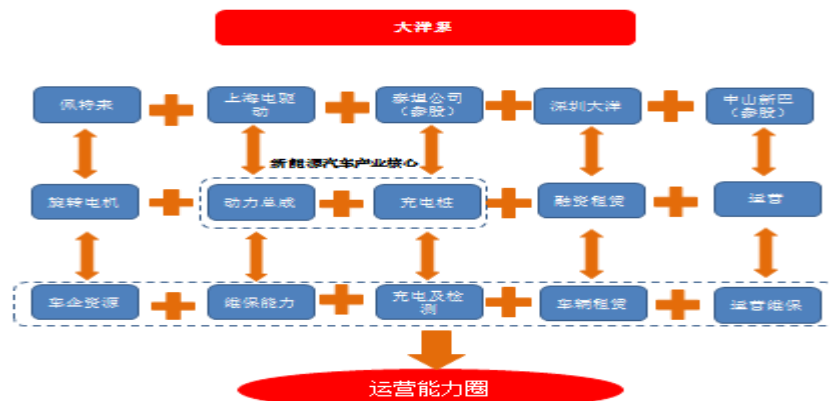 大洋系
佩特来
上海电驱
动
泰坦公司
(参股)
深圳大洋
中山新巴
(参股)
新能源汽车产业核心
旋转电机
动力总成
充电桩
融资租赁
运营
车企资源
维保能力
充电及检
测
车辆租赁
运营维保
运营能力圈